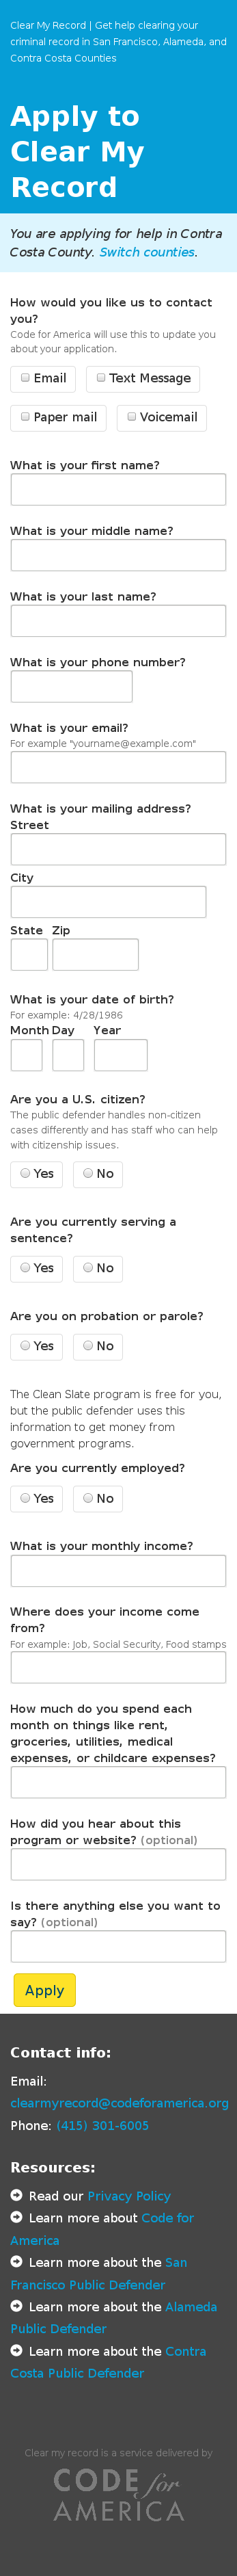 Clear My Record | Get help clearing your
criminal record in San Francisco, Alameda, and
Contra Costa Counties
Apply to
Clear My
Record
You are applying for help in Contra
Costa County. Switch counties.
How would you like us to contact
you?
Code for America will use this to update you
about your application.
Email Text Message
Paper mail Voicemail
What is your first name?
What is your middle name?
What is your last name?
What is your phone number?
What is your email?
For example "yourname@example.com"
What is your mailing address?
Street
City
State Zip
What is your date of birth?
For example: 4/28/1986
Month Day Year
Are you a U.S. citizen?
The public defender handles non-citizen
cases differently and has staff who can help
with citizenship issues.
Yes No
Are you currently serving a
sentence?
Yes No
Are you on probation or parole?
Yes No
The Clean Slate program is free for you,
but the public defender uses this
information to get money from
government programs.
Are you currently employed?
Yes No
What is your monthly income?
Where does your income come
from?
For example: Job, Social Security, Food stamps
How much do you spend each
month on things like rent,
groceries, utilities, medical
expenses, or childcare expenses?
How did you hear about this
program or website? (optional)
Is there anything else you want to
say? (optional)
Apply
Contact info:
Email:
clearmyrecord@codeforamerica.org
Phone: (415) 301-6005
Resources:
Read our Privacy Policy
Learn more about Code for
America
Learn more about the San
Francisco Public Defender
Learn more about the Alameda
Public Defender
Learn more about the Contra
Costa Public Defender
Clear my record is a service delivered by
CODE for
AMERICA